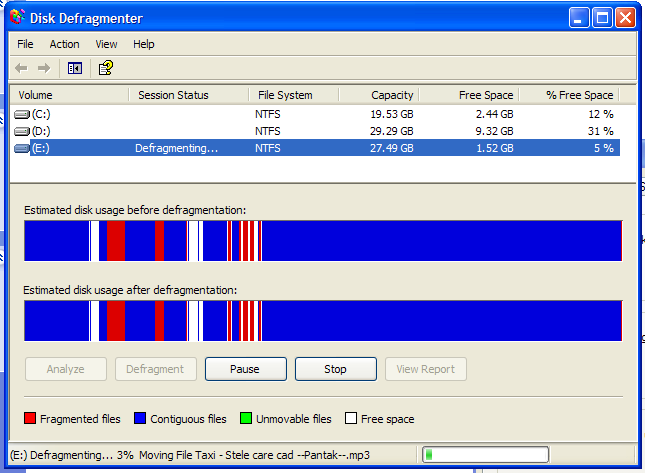 Disk Defragmenter
File Action View Help
Volume Session Status File System Capacity Free Space % Free Space
(C:) NTFS 19.53 GB 2.44 GB 12 %
(D:) NTFS 29.29 GB 9.32 GB 31 %
(E:) Defragmenting... NTFS 27.49 GB 1.52 GB 5 %
Estimated disk usage before defragmentation:
Estimated disk usage after defragmentation:
Analyze Defragment Pause Stop View Report
Fragmented files Contiguous files Unmovable files Free space
(E:) Defragmenting... 3% Moving File Taxi - Stele care cad --Pantak--.mp3